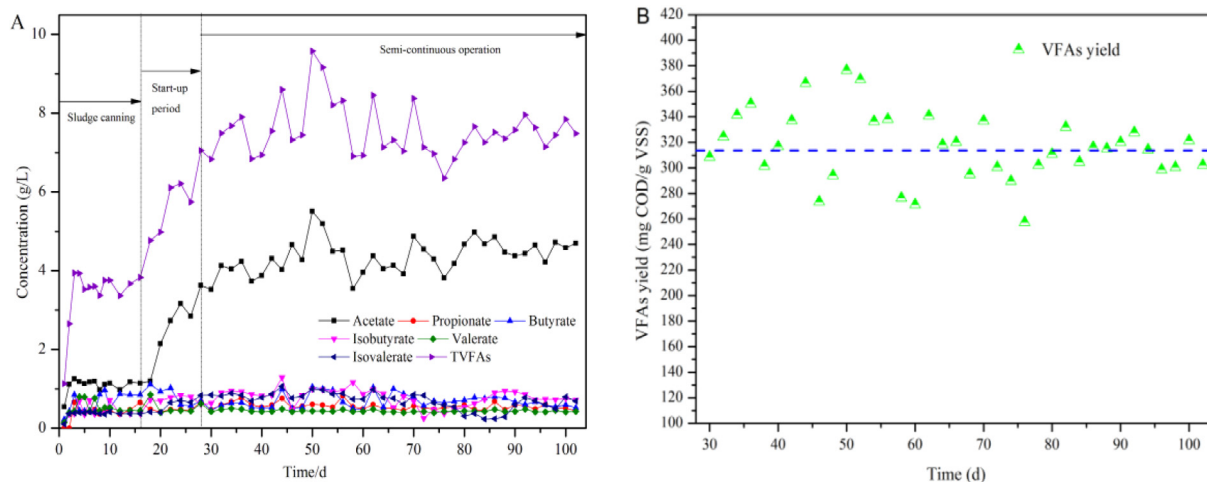 A
10
8
6
4
2
0
Concentration (g/L)
Semi-continuous operation
Start-up
period
Sludge canning
Acetate Propionate Butyrate
Isobutyrate Valerate
Isovalerate TVFAs
0 10 20 30 40 50 60 70 80 90 100
Time/d
B
420
400
380
360
340
320
300
280
260
240
220
200
180
160
140
120
100
VFAs yield (mg COD/g VSS)
VFAs yield
30 40 50 60 70 80 90 100
Time (d)